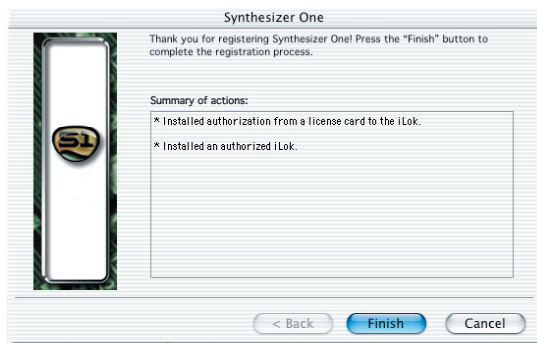 Synthesizer One
Thank you for registering Synthesizer One! Press the “Finish” button to
complete the registration process.
Summary of actions:
* Installed authorization from a license card to the iLok.
* Installed an authorized iLok.
S1
< Back
Finish
Cancel